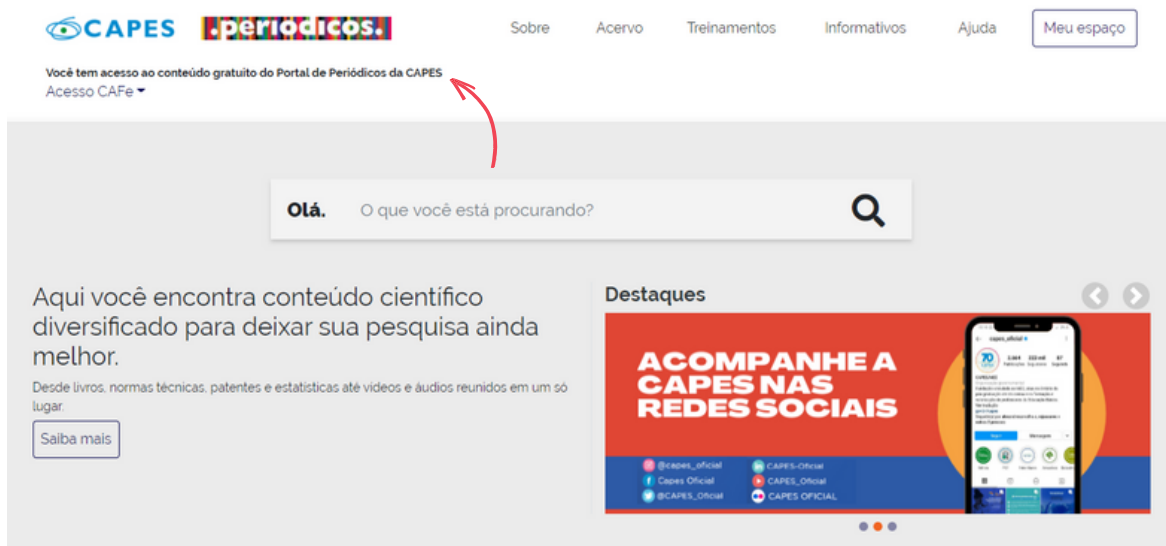 CAPES .periódicos.
Sobre Acervo Treinamentos Informativos Ajuda Meu espaço
Você tem acesso ao conteúdo gratuito do Portal de Periódicos da CAPES
Acesso CAFe
Olá. O que você está procurando?
Aqui você encontra conteúdo científico
diversificado para deixar sua pesquisa ainda
melhor.
Desde livros, normas técnicas, patentes e estatísticas até vídeos e áudios reunidos em um só
lugar.
Saiba mais
Destaques
ACOMPANHE A
CAPES NAS
REDES SOCIAIS
@capes_oficial
CAPES-Oficial
Capes Oficial
CAPES_Oficial
@CAPES_Oficial
CAPES OFICIAL
capes_oficial
70